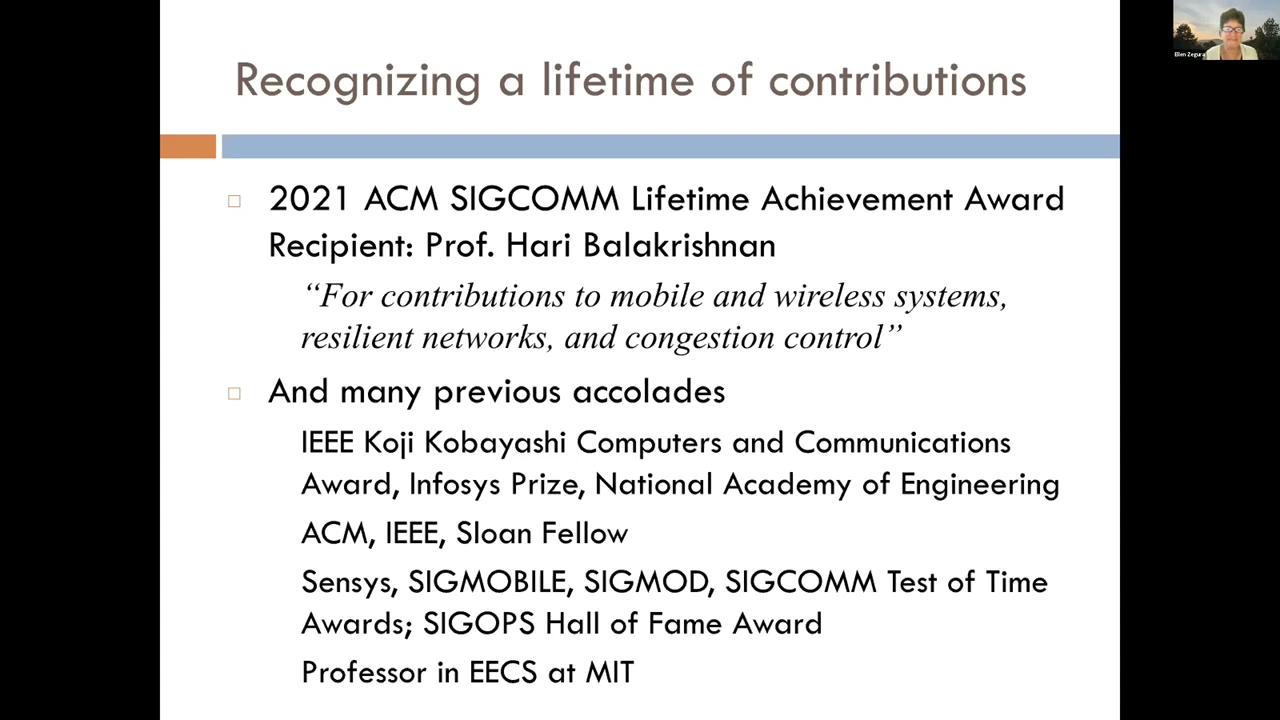 Recognizing a lifetime of contributions
Ellen Zegura
2021 ACM SIGCOMM Lifetime Achievement Award
Recipient: Prof. Hari Balakrishnan
“For contributions to mobile and wireless systems,
resilient networks, and congestion control”
And many previous accolades
IEEE Koji Kobayashi Computers and Communications
Award, Infosys Prize, National Academy of Engineering
ACM, IEEE, Sloan Fellow
Sensys, SIGMOBILE, SIGMOD, SIGCOMM Test of Time
Awards; SIGOPS Hall of Fame Award
Professor in EECS at MIT